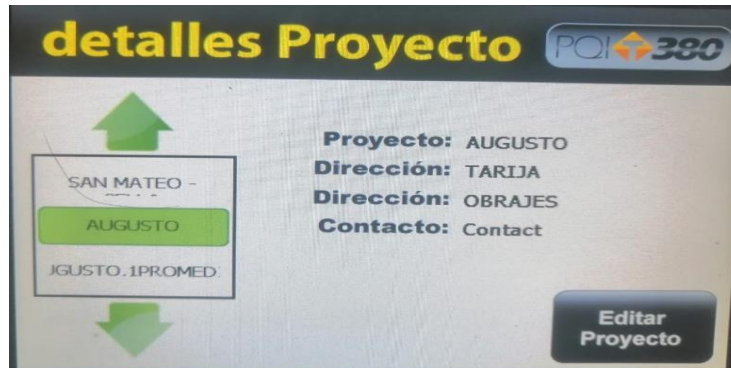 detalles Proyecto
PQI T 380
SAN MATEO -
AUGUSTO
JGUSTO.1PROMED
Proyecto: AUGUSTO
Dirección: TARIJA
Dirección: OBRAJES
Contacto: Contact
Editar
Proyecto